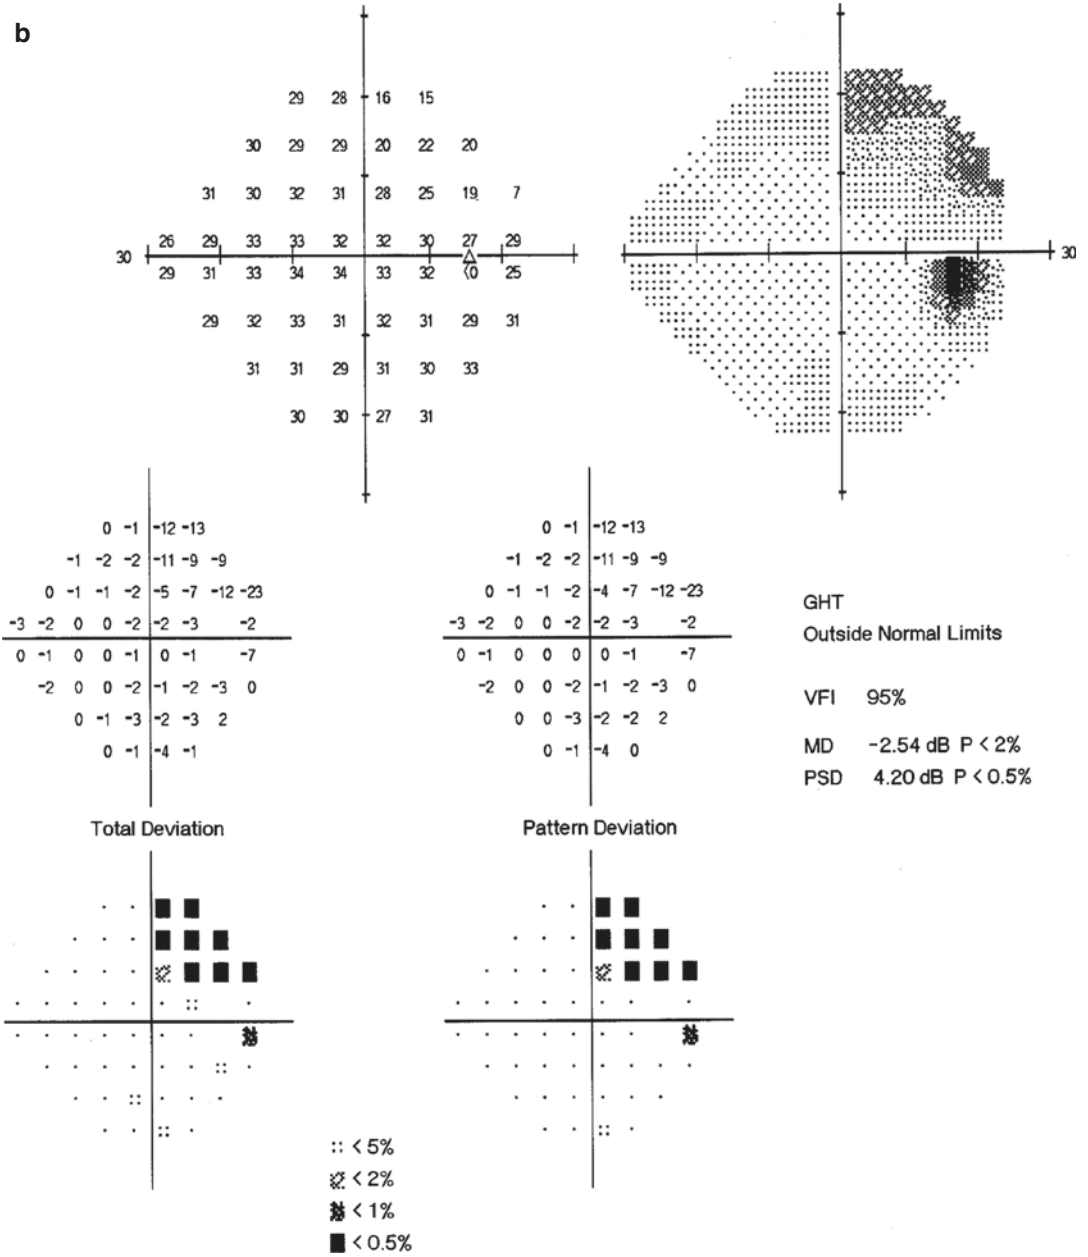 b
29 28 16 15
30 29 29 20 22 20
31 30 32 31 28 25 19 7
26 29 33 33 32 32 30 27 29
30
30
29 31 33 34 34 33 32 (0 25
29 32 33 31 32 31 29 31
31 31 29 31 30 33
30 30 27 31
0 -1 -12 -13
-1 -2 -2 -11 -9 -9
0 -1 -1 -2 -5 -7 -12 -23
-3 -2 0 0 -2 -2 -3 -2
0 -1 0 0 -1 0 -1 -7
-2 0 0 -2 -1 -2 -3 0
0 -1 -3 -2 -3 2
0 -1 -4 -1
Total Deviation
0 -1 -12 -13
-1 -2 -2 -11 -9 -9
0 -1 -1 -2 -4 -7 -12 -23
-3 -2 0 0 -2 -2 -3 -2
0 -1 0 0 0 0 -1 -7
-2 0 0 -2 -1 -2 -3 0
0 0 -3 -2 -2 2
0 -1 -4 0
Pattern Deviation
GHT
Outside Normal Limits
VFI 95%
MD -2.54 dB P < 2%
PSD 4.20 dB P < 0.5%
< 5%
< 2%
< 1%
< 0.5%